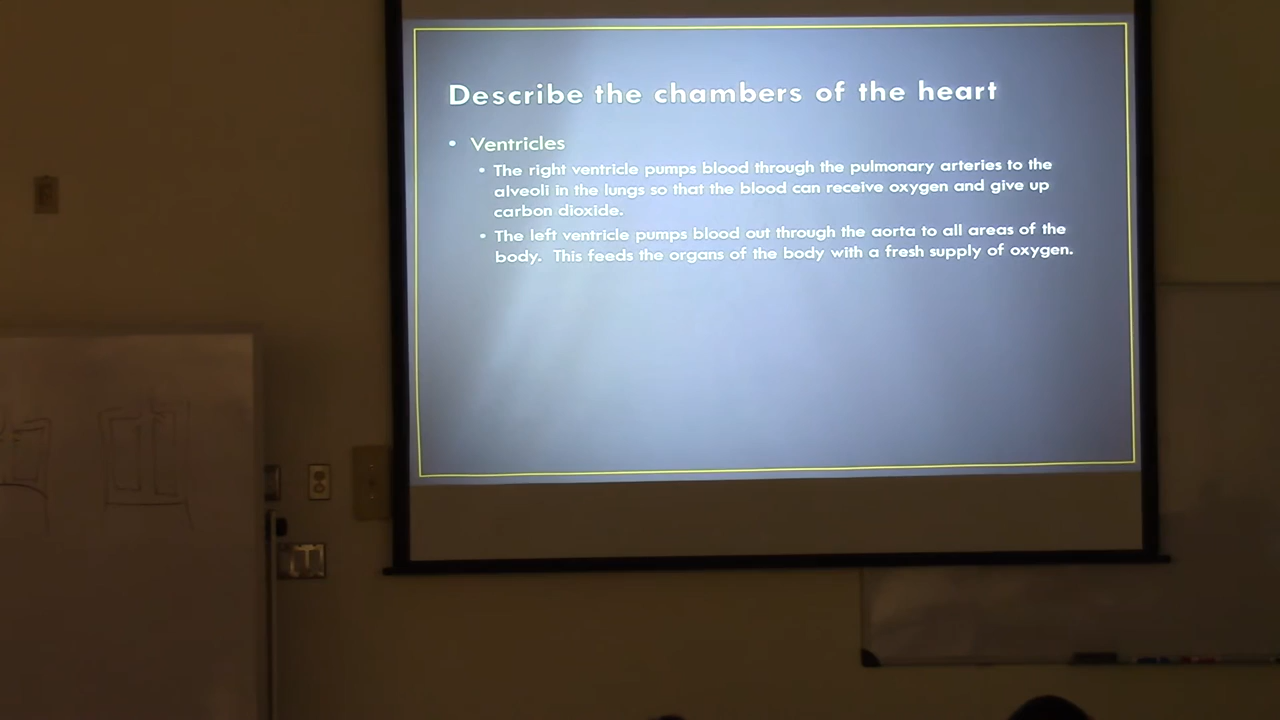 Describe the chambers of the heart
• Ventricles
• The right ventricle pumps blood through the pulmonary arteries to the
alveoli in the lungs so that the blood can receive oxygen and give up
carbon dioxide.
• The left ventricle pumps blood out through the aorta to all areas of the
body. This feeds the organs of the body with a fresh supply of oxygen.